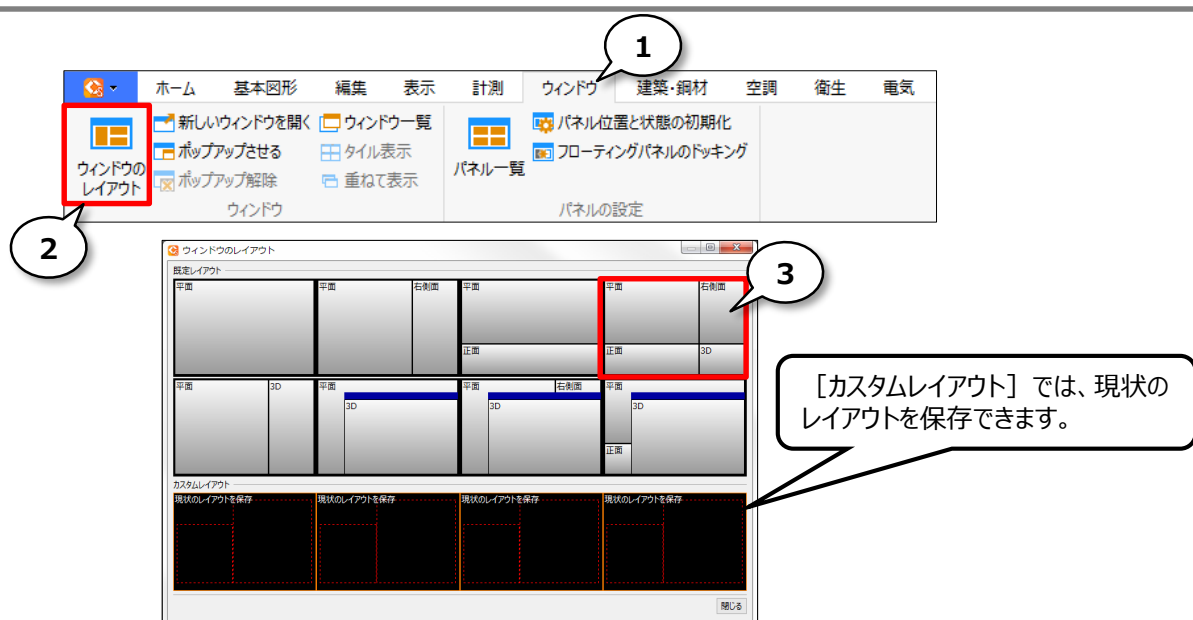 1
ホーム 基本図形 編集 表示 計測 ウィンドウ 建築・鋼材 空調 衛生 電気
新しいウィンドウを開く ウィンドウ一覧 パネル位置と状態の初期化
ポップアップさせる タイル表示 フローティングパネルのドッキング
ウィンドウの
レイアウト
ポップアップ解除 重ねて表示 パネル一覧
ウィンドウ パネルの設定
2
ウィンドウのレイアウト
3
既定レイアウト
平面 平面 右側面 平面 平面 右側面
正面 正面 3D
平面 3D 平面 平面 右側面 平面
3D 3D 3D
正面
[カスタムレイアウト] では、現状の
レイアウトを保存できます。
カスタムレイアウト
現状のレイアウトを保存 現状のレイアウトを保存 現状のレイアウトを保存 現状のレイアウトを保存
閉じる